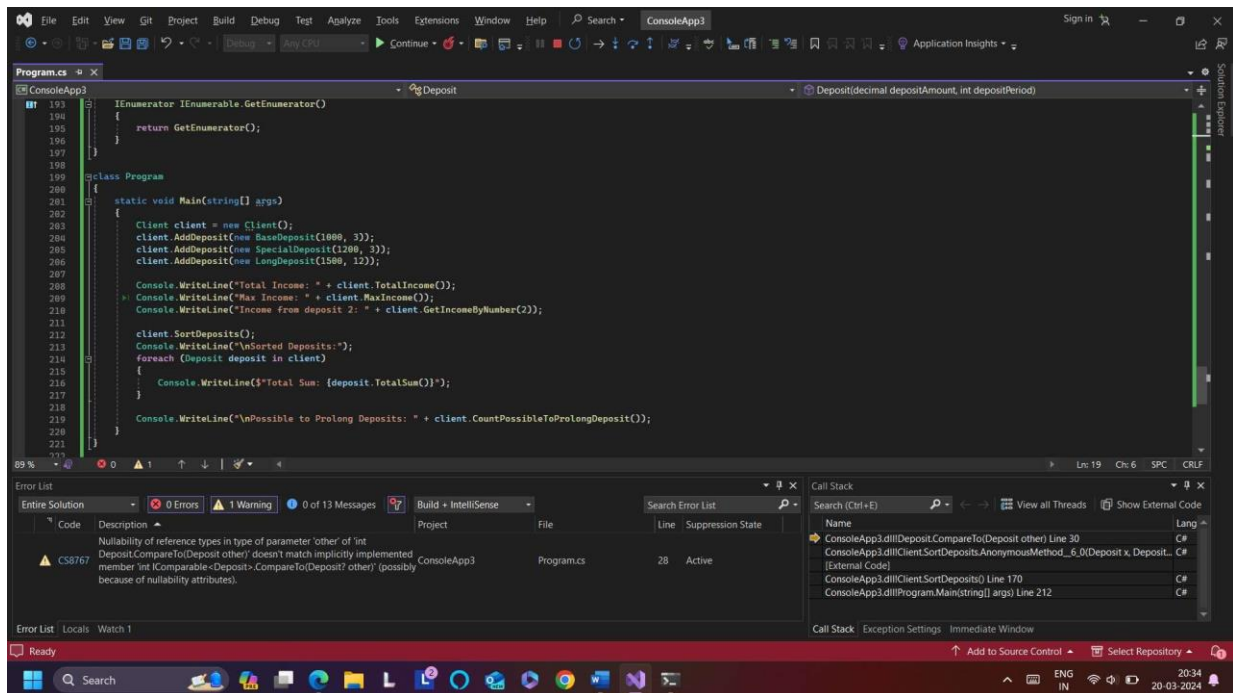 File Edit View Git Project Build Debug Test Analyze Tools Extensions Window Help Search ConsoleApp3 Sign in
Debug Any CPU Continue Application Insights
Program.cs
ConsoleApp3 Deposit Deposit(decimal depositAmount, int depositPeriod)
Solution Explorer
193 IEnumerator IEnumerable.GetEnumerator()
194 {
195 return GetEnumerator();
196 }
197 }
198
199 class Program
200 {
201 static void Main(string[] args)
202 {
203 Client client = new Client();
204 client.AddDeposit(new BaseDeposit(1000, 3));
205 client.AddDeposit(new SpecialDeposit(1200, 3));
206 client.AddDeposit(new LongDeposit(1500, 12));
207
208 Console.WriteLine("Total Income: " + client.TotalIncome());
209 Console.WriteLine("Max Income: " + client.MaxIncome());
210 Console.WriteLine("Income from deposit 2: " + client.GetIncomeByNumber(2));
211
212 client.SortDeposits();
213 Console.WriteLine("\nSorted Deposits:");
214 foreach (Deposit deposit in client)
215 {
216 Console.WriteLine($"Total Sum: {deposit.TotalSum()}");
217 }
218
219 Console.WriteLine("\nPossible to Prolong Deposits: " + client.CountPossibleToProlongDeposit());
220 }
221 }
222
89 % 0 1 Ln: 19 Ch: 6 SPC CRLF
Error List
Entire Solution 0 Errors 1 Warning 0 of 13 Messages Build + IntelliSense Search Error List
Code Description Project File Line Suppression State
CS8767 Nullability of reference types in type of parameter 'other' of 'int
Deposit.CompareTo(Deposit other)' doesn't match implicitly implemented
member 'int IComparable<Deposit>.CompareTo(Deposit? other)' (possibly
because of nullability attributes).
ConsoleApp3 Program.cs 28 Active
Error List Locals Watch 1
Call Stack
Search (Ctrl+E) View all Threads Show External Code
Name Lang
ConsoleApp3.dll!Deposit.CompareTo(Deposit other) Line 30 C#
ConsoleApp3.dll!Client.SortDeposits.AnonymousMethod__6_0(Deposit x, Deposit... C#
[External Code]
ConsoleApp3.dll!Client.SortDeposits() Line 170 C#
ConsoleApp3.dll!Program.Main(string[] args) Line 212 C#
Call Stack Exception Settings Immediate Window
Ready Add to Source Control Select Repository
Search ENG IN 20:34 20-03-2024